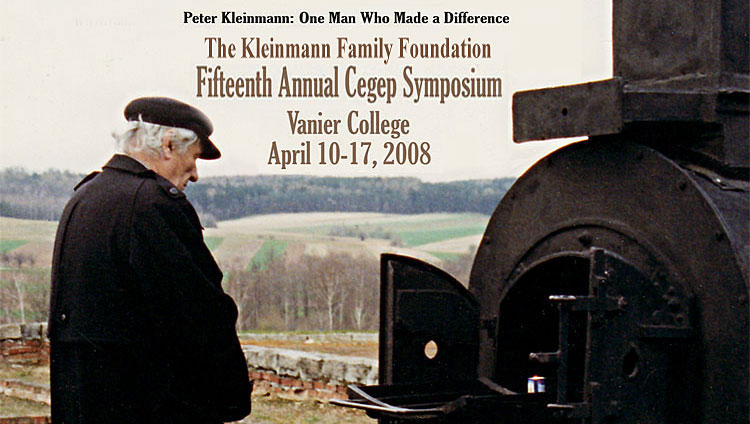 Peter Kleinmann: One Man Who Made a Difference
The Kleinmann Family Foundation
Fifteenth Annual Cegep Symposium
Vanier College
April 10-17, 2008